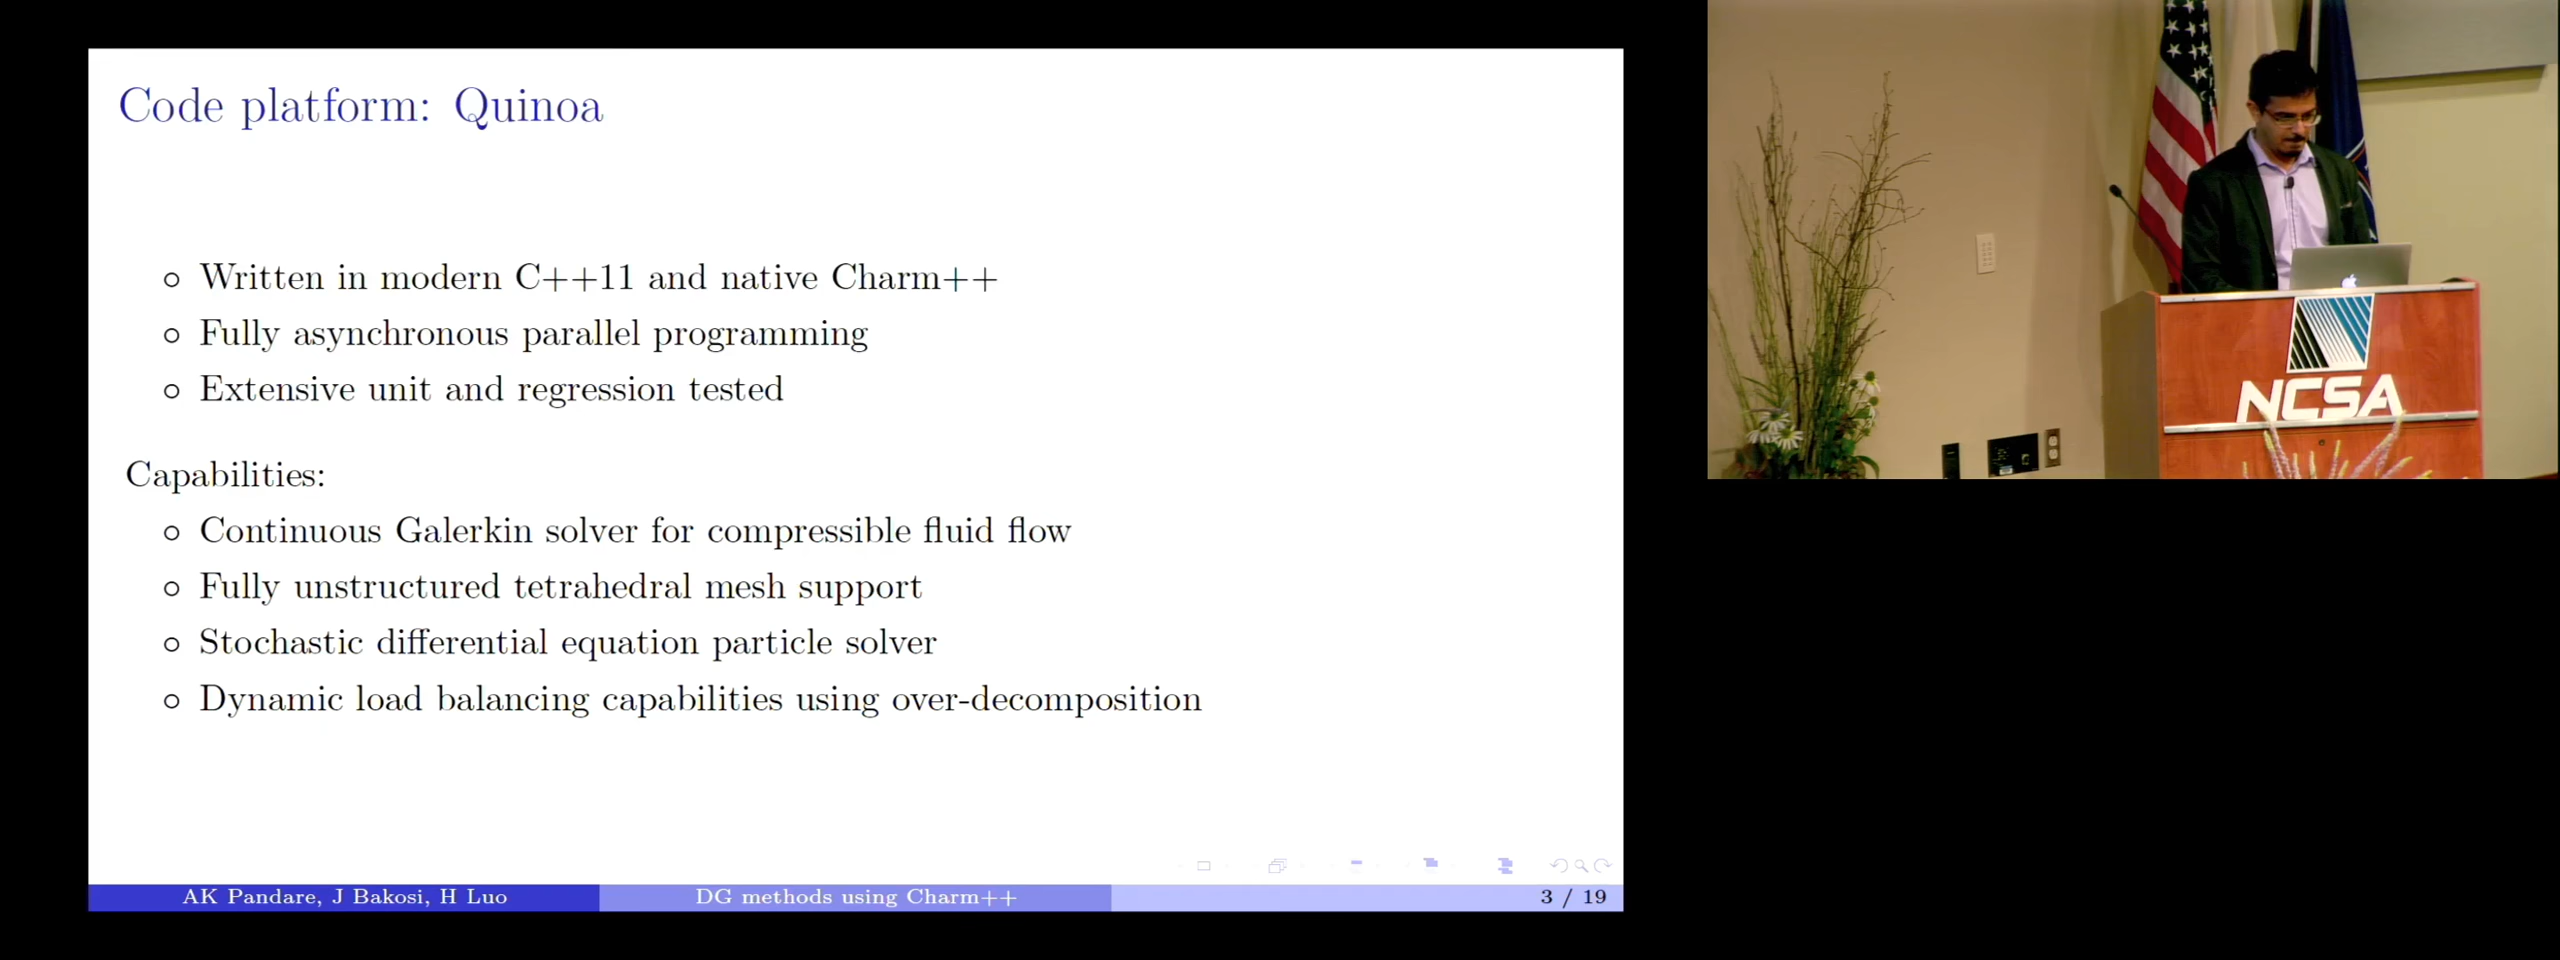 Code platform: Quinoa
Written in modern C++11 and native Charm++
Fully asynchronous parallel programming
Extensive unit and regression tested
Capabilities:
Continuous Galerkin solver for compressible fluid flow
Fully unstructured tetrahedral mesh support
Stochastic differential equation particle solver
Dynamic load balancing capabilities using over-decomposition
AK Pandare, J Bakosi, H Luo
DG methods using Charm++
3 / 19
NCSA